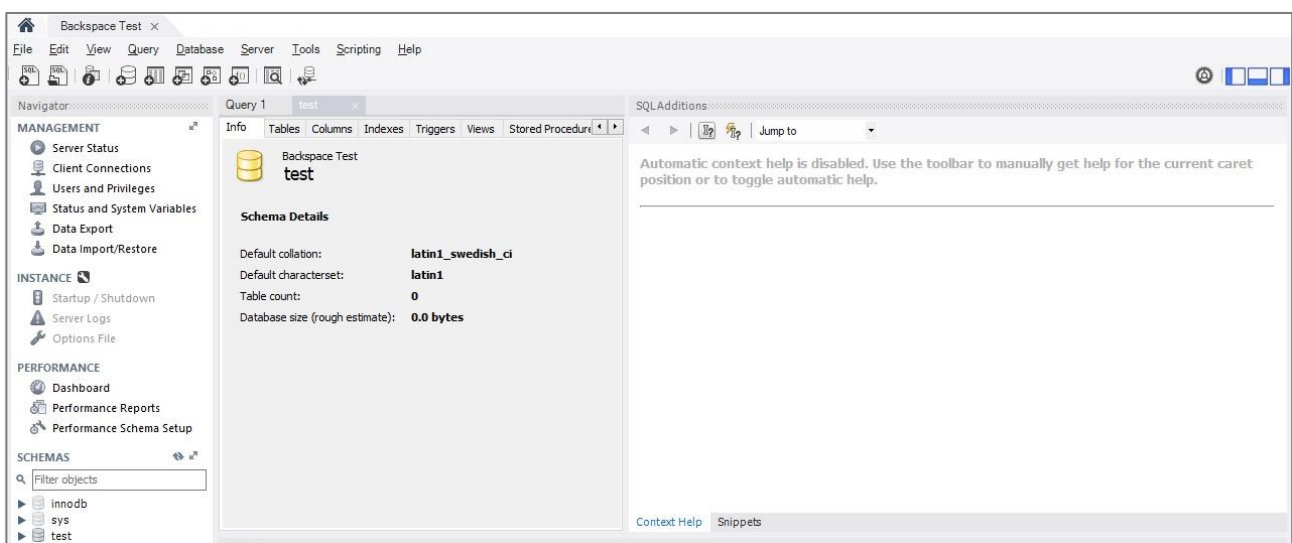 Backspace Test ×
File Edit View Query Database Server Tools Scripting Help
Navigator
MANAGEMENT
Server Status
Client Connections
Users and Privileges
Status and System Variables
Data Export
Data Import/Restore
INSTANCE
Startup / Shutdown
Server Logs
Options File
PERFORMANCE
Dashboard
Performance Reports
Performance Schema Setup
SCHEMAS
Filter objects
innodb
sys
test
Query 1 test ×
Info Tables Columns Indexes Triggers Views Stored Procedure
Backspace Test
test
Schema Details
Default collation: latin1_swedish_ci
Default characterset: latin1
Table count: 0
Database size (rough estimate): 0.0 bytes
SQLAdditions
Jump to
Automatic context help is disabled. Use the toolbar to manually get help for the current caret
position or to toggle automatic help.
Context Help Snippets